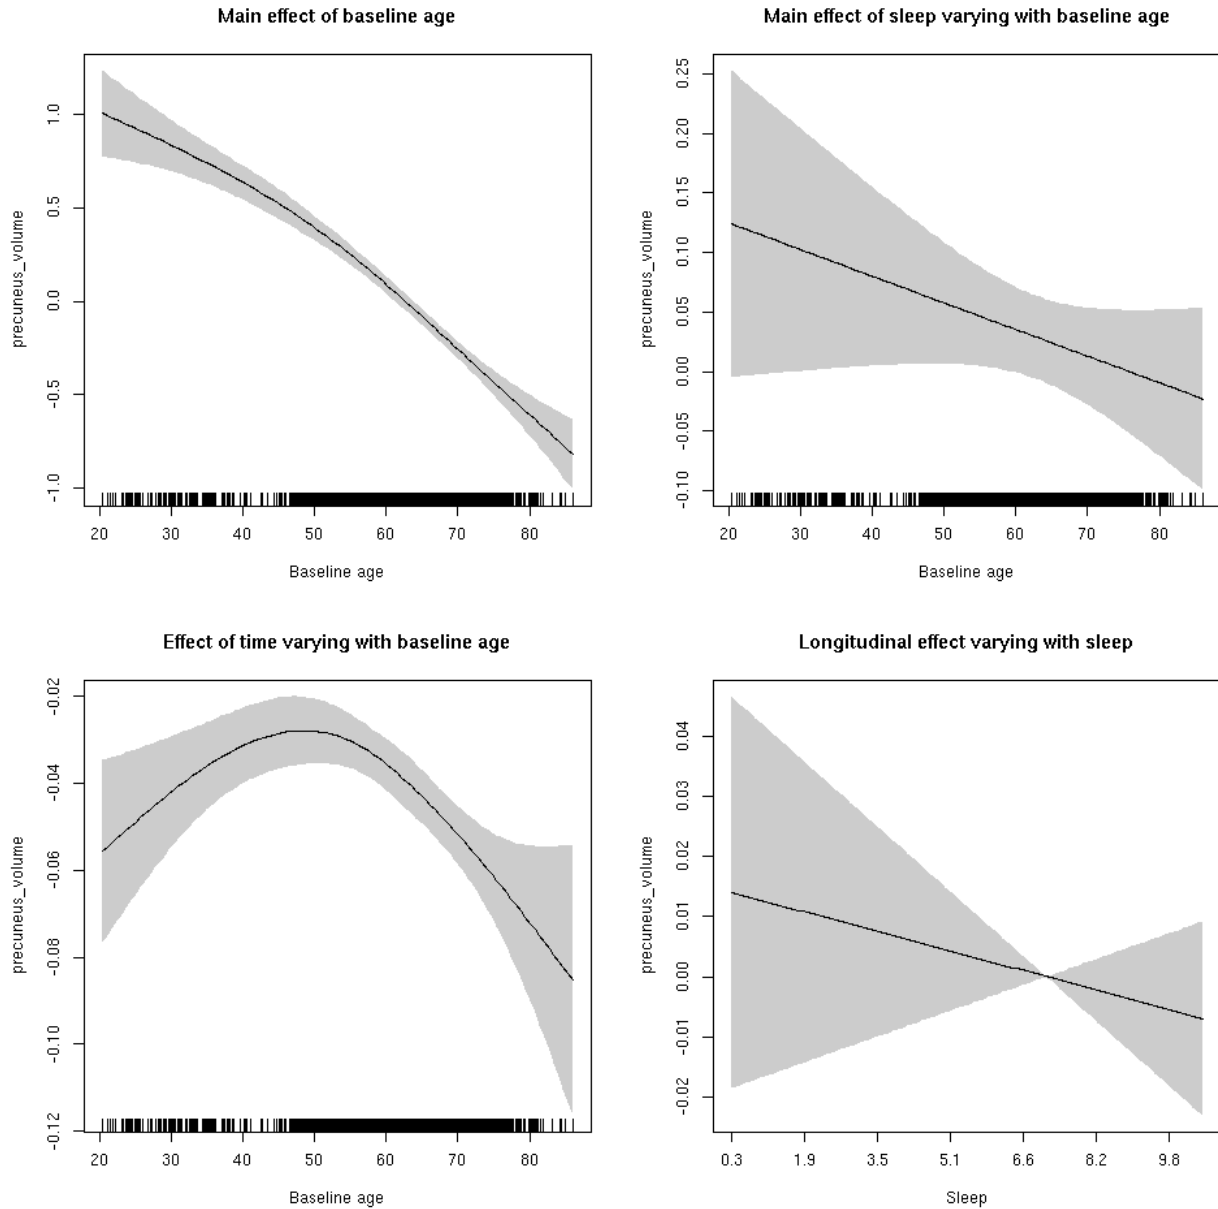 Main effect of baseline age
precuneus_volume
1.0
0.5
0.0
-0.5
-1.0
20 30 40 50 60 70 80
Baseline age
Main effect of sleep varying with baseline age
precuneus_volume
0.25
0.20
0.15
0.10
0.05
0.00
-0.05
-0.10
20 30 40 50 60 70 80
Baseline age
Effect of time varying with baseline age
precuneus_volume
-0.02
-0.04
-0.06
-0.08
-0.10
-0.12
20 30 40 50 60 70 80
Baseline age
Longitudinal effect varying with sleep
precuneus_volume
0.04
0.03
0.02
0.01
0.00
-0.01
-0.02
0.3 1.9 3.5 5.1 6.6 8.2 9.8
Sleep